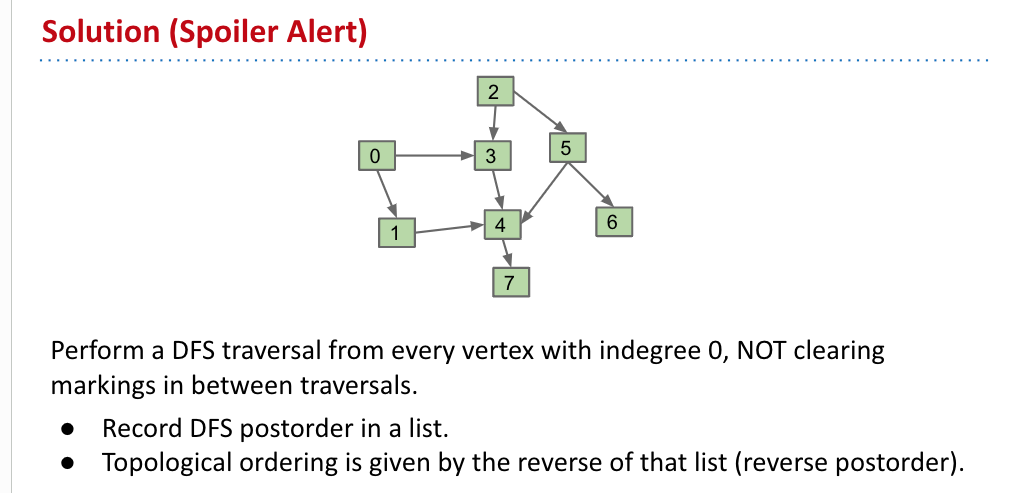 Solution (Spoiler Alert)
2
0
3
5
1
4
6
7
Perform a DFS traversal from every vertex with indegree 0, NOT clearing
markings in between traversals.
● Record DFS postorder in a list.
● Topological ordering is given by the reverse of that list (reverse postorder).